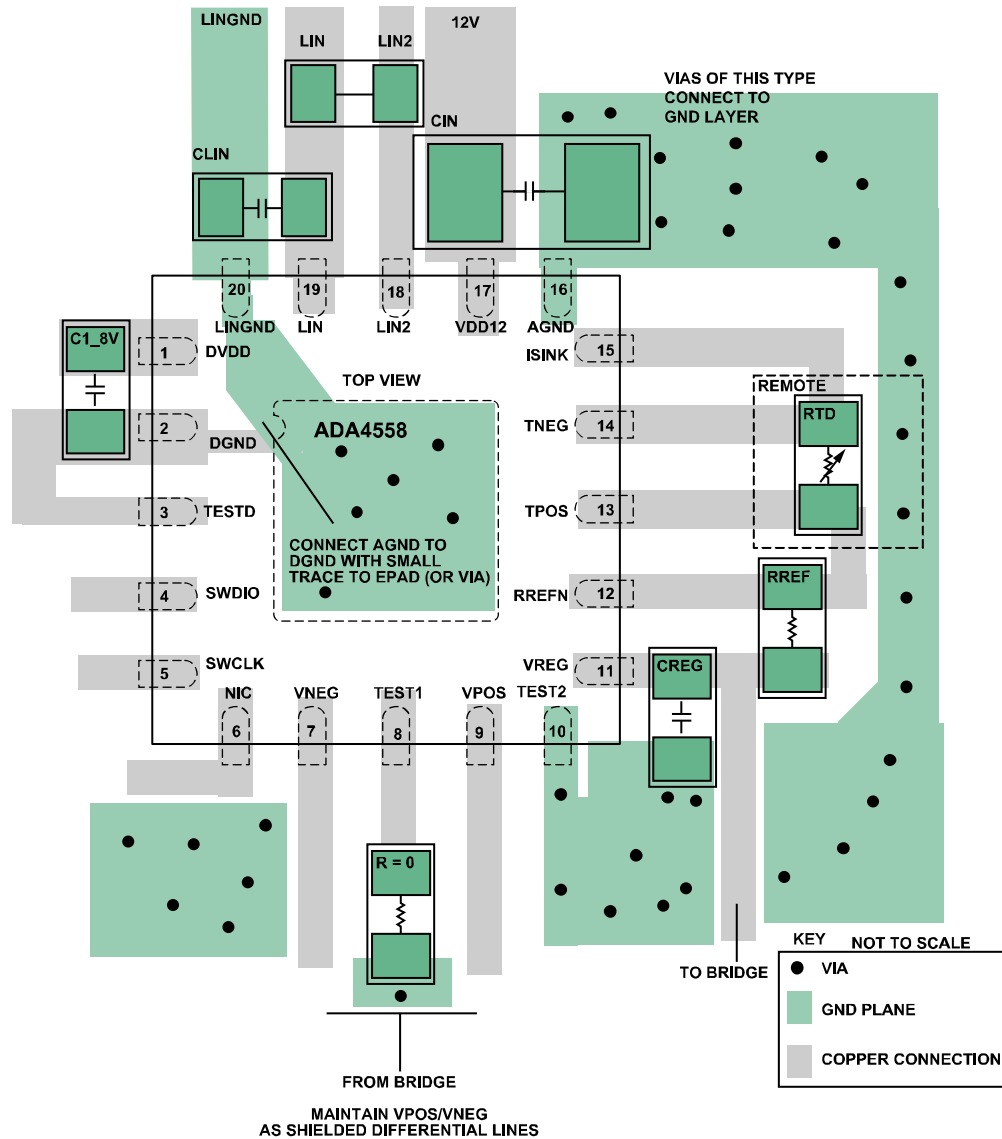 LINGND
LIN
LIN2
12V
VIAS OF THIS TYPE
CONNECT TO
GND LAYER
CIN
CLIN
20
19
18
17
16
LINGND
LIN
LIN2
VDD12
AGND
C1_8V
1
DVDD
ISINK
15
TOP VIEW
REMOTE
RTD
2
DGND
ADA4558
TNEG
14
3
TESTD
TPOS
13
CONNECT AGND TO
DGND WITH SMALL
TRACE TO EPAD (OR VIA)
4
SWDIO
RREFN
12
RREF
5
SWCLK
VREG
11
CREG
NIC
VNEG
TEST1
VPOS
TEST2
6
7
8
9
10
R = 0
TO BRIDGE
KEY
NOT TO SCALE
VIA
GND PLANE
COPPER CONNECTION
FROM BRIDGE
MAINTAIN VPOS/VNEG
AS SHIELDED DIFFERENTIAL LINES